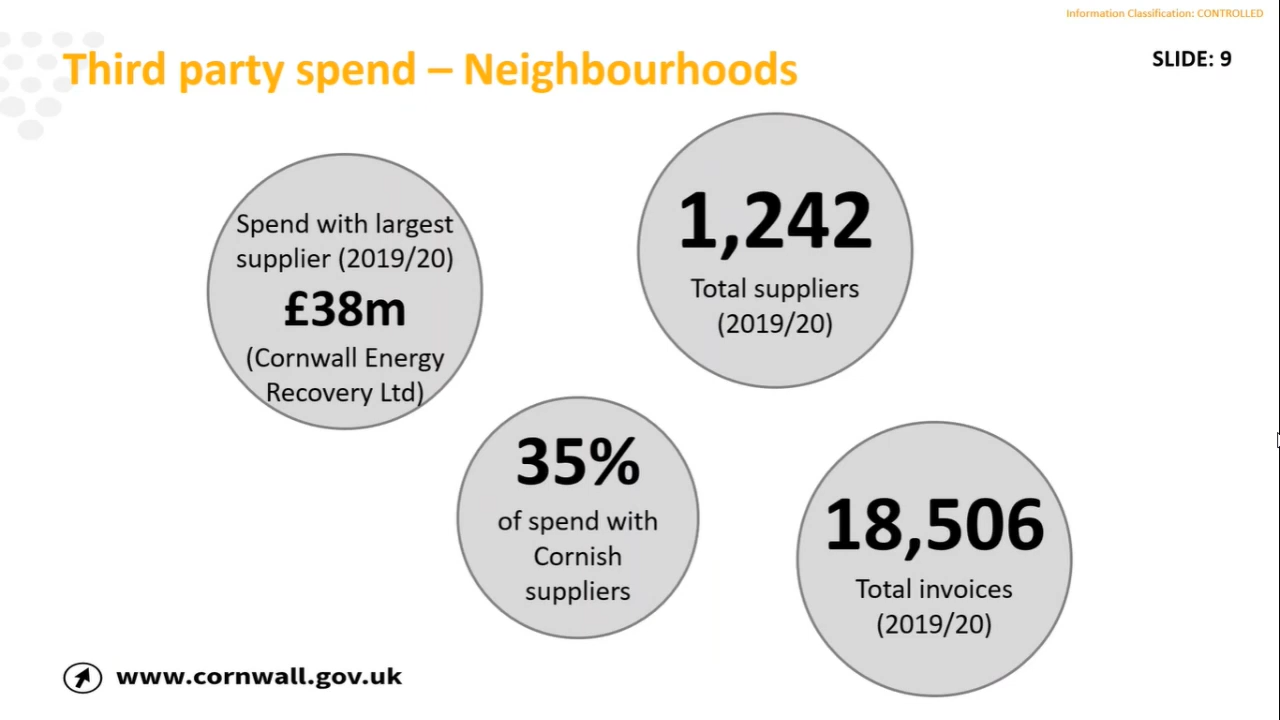 Information Classification: CONTROLLED
Third party spend – Neighbourhoods
SLIDE: 9
Spend with largest
supplier (2019/20)
£38m
(Cornwall Energy
Recovery Ltd)
1,242
Total suppliers
(2019/20)
35%
of spend with
Cornish
suppliers
18,506
Total invoices
(2019/20)
www.cornwall.gov.uk